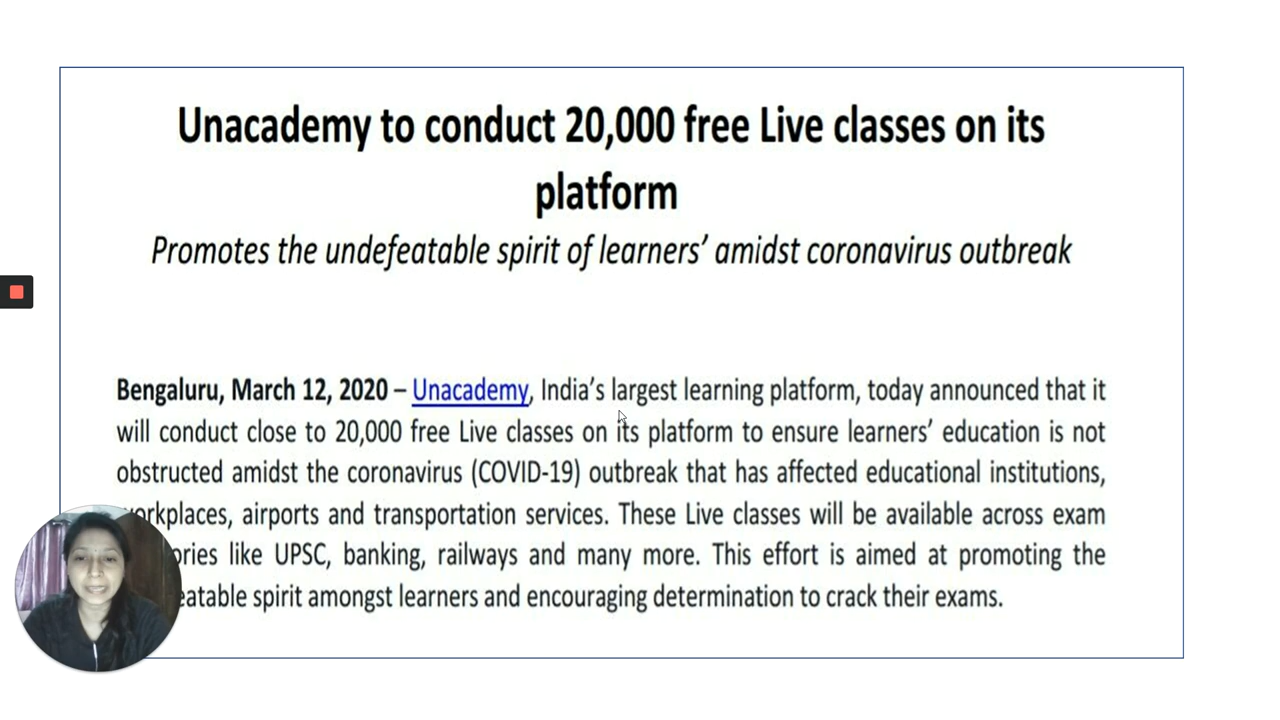 Unacademy to conduct 20,000 free Live classes on its
platform
Promotes the undefeatable spirit of learners’ amidst coronavirus outbreak
Bengaluru, March 12, 2020 – Unacademy, India’s largest learning platform, today announced that it
will conduct close to 20,000 free Live classes on its platform to ensure learners’ education is not
obstructed amidst the coronavirus (COVID-19) outbreak that has affected educational institutions,
workplaces, airports and transportation services. These Live classes will be available across exam
like UPSC, banking, railways and many more. This effort is aimed at promoting the
spirit amongst learners and encouraging determination to crack their exams.